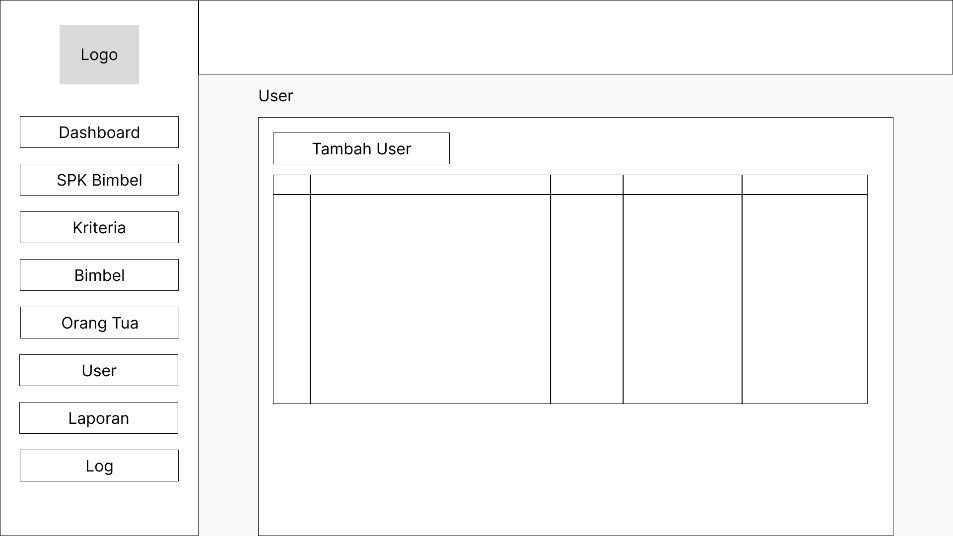 Logo
Dashboard
SPK Bimbel
Kriteria
Bimbel
Orang Tua
User
Laporan
Log
User
Tambah User